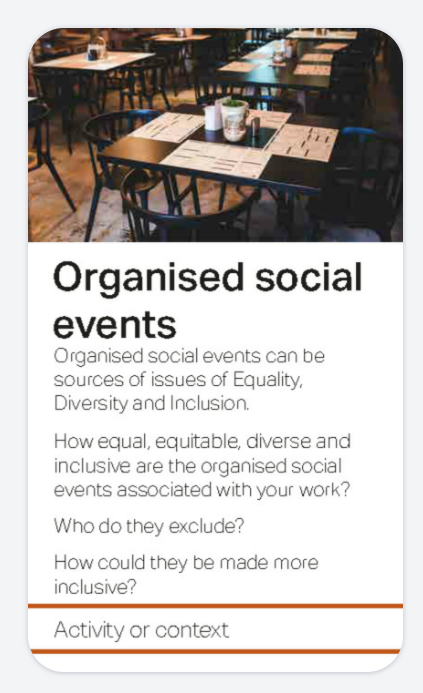 Organised social
events
Organised social events can be
sources of issues of Equality,
Diversity and Inclusion.
How equal, equitable, diverse and
inclusive are the organised social
events associated with your work?
Who do they exclude?
How could they be made more
inclusive?
Activity or context